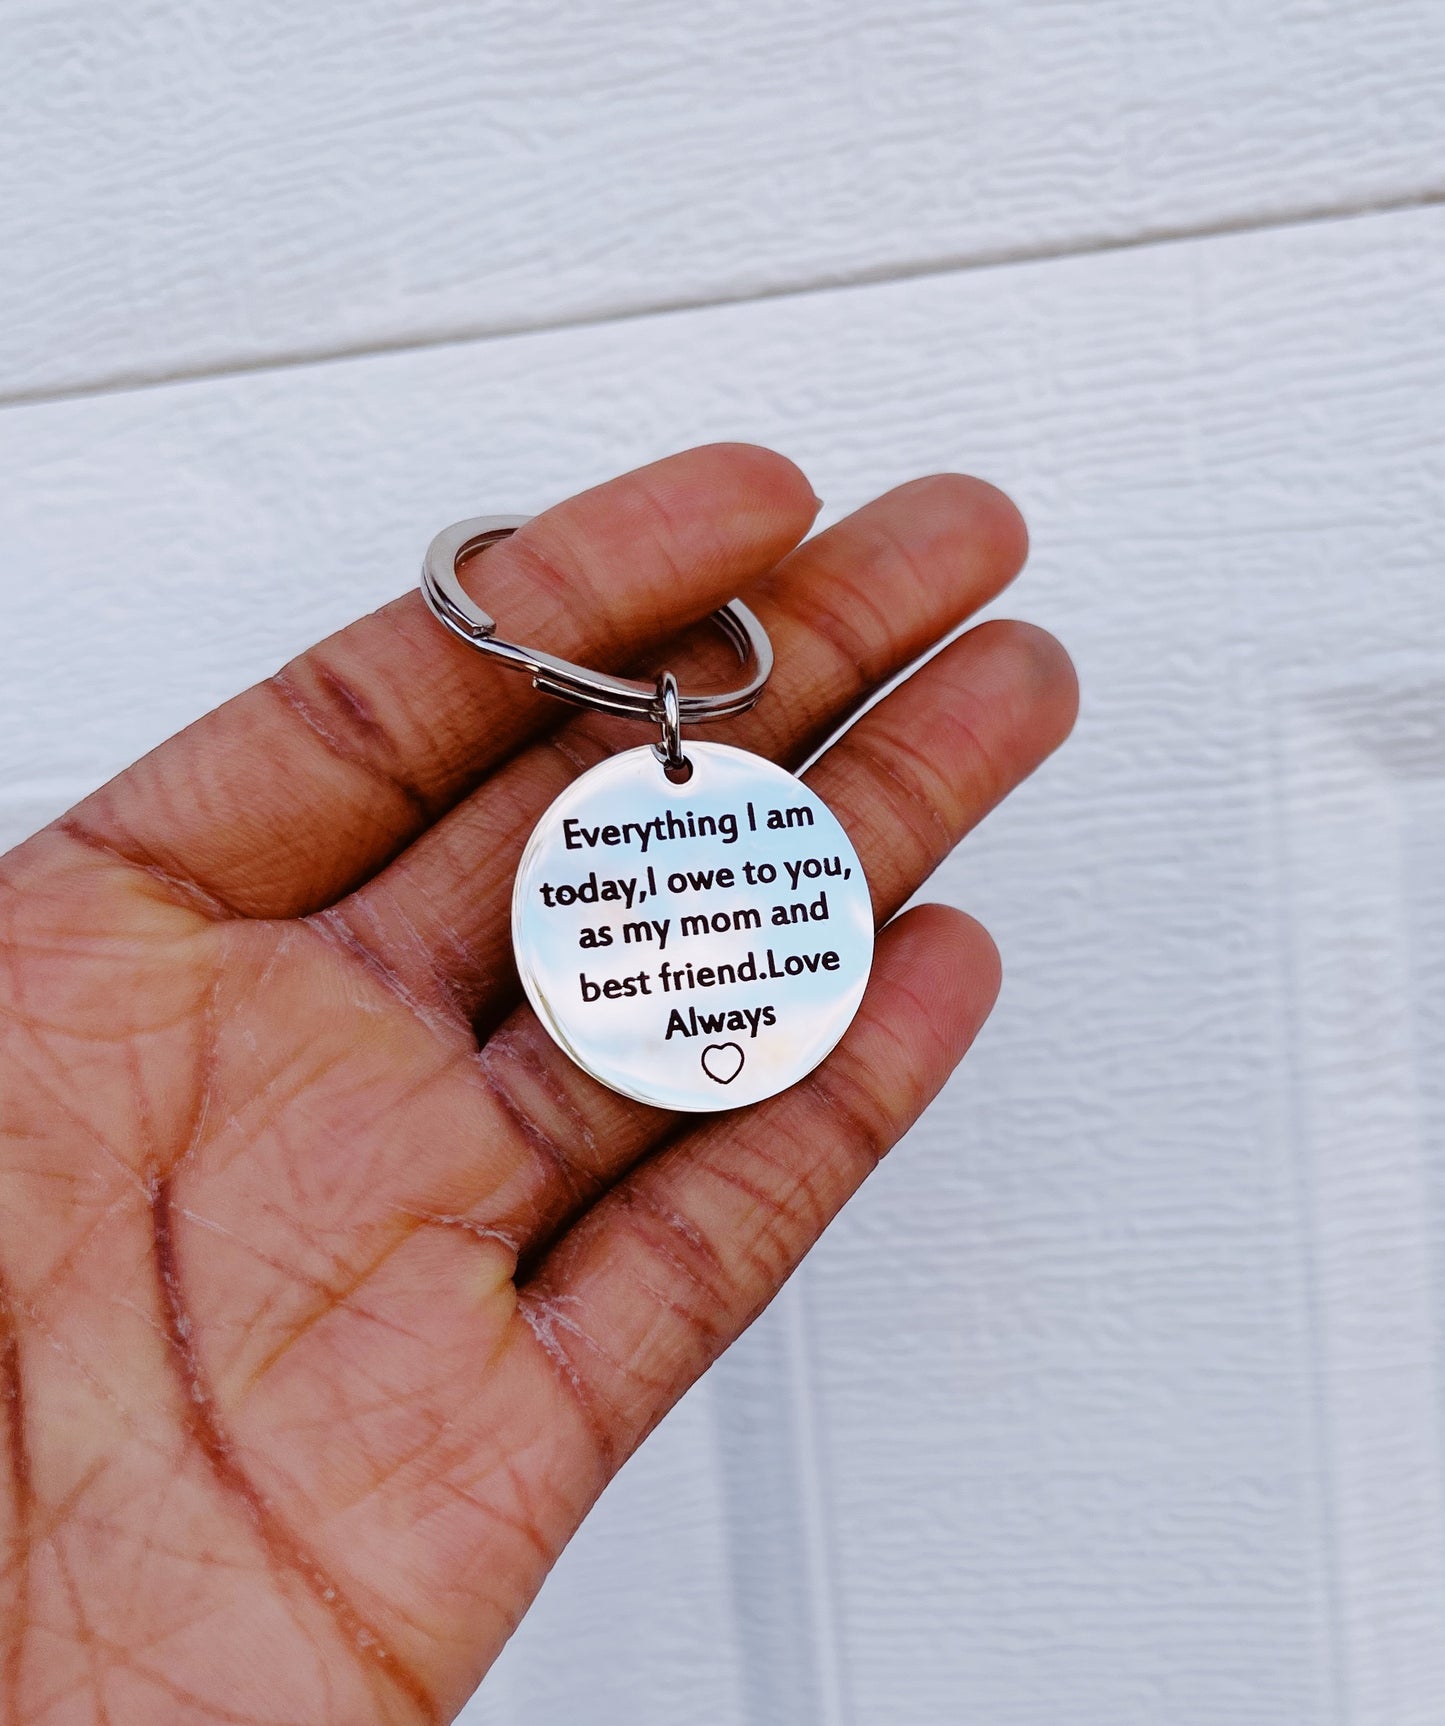 Everything I am
today,I owe to you,
as my mom and
best friend.Love
Always